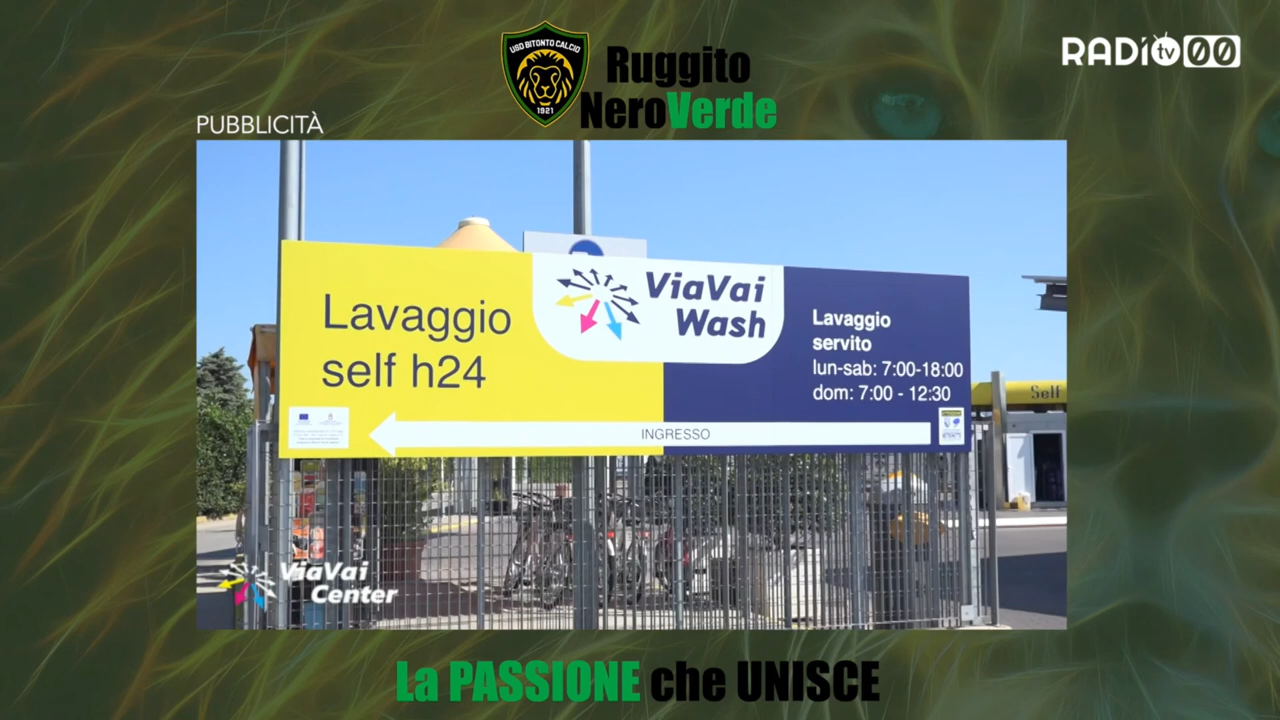 USD BITONTO CALCIO
1921
Ruggito
NeroVerde
RADIO tv 00
PUBBLICITÀ
Lavaggio
self h24
ViaVai
Wash
Lavaggio
servito
lun-sab: 7:00-18:00
dom: 7:00 - 12:30
INGRESSO
Self
ViaVai
Center
La PASSIONE che UNISCE